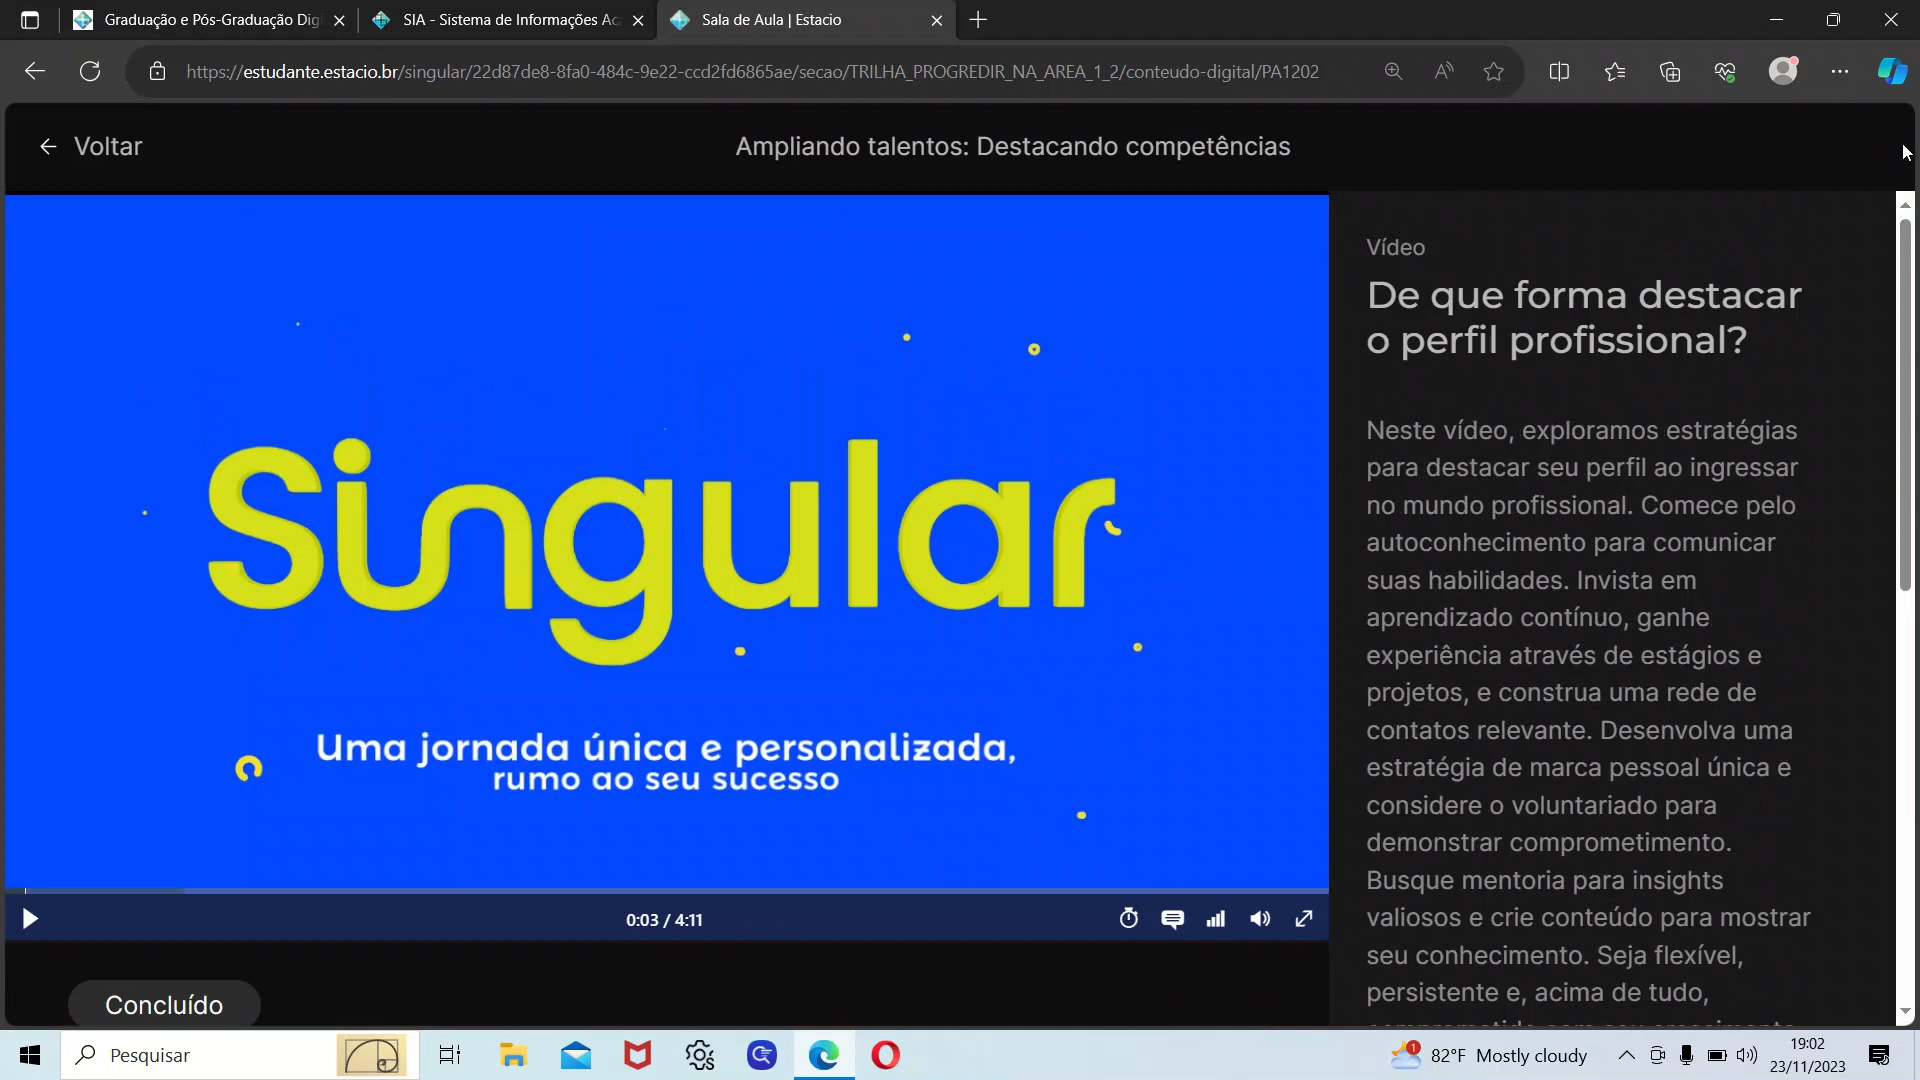 Graduação e Pós-Graduação Dig
SIA - Sistema de Informações Aca
Sala de Aula | Estacio
https://estudante.estacio.br/singular/22d87de8-8fa0-484c-9e22-ccd2fd6865ae/secao/TRILHA_PROGREDIR_NA_AREA_1_2/conteudo-digital/PA1202
Voltar
Ampliando talentos: Destacando competências
Singular
Uma jornada única e personalizada,
rumo ao seu sucesso
0:03 / 4:11
Concluído
Vídeo
De que forma destacar
o perfil profissional?
Neste vídeo, exploramos estratégias
para destacar seu perfil ao ingressar
no mundo profissional. Comece pelo
autoconhecimento para comunicar
suas habilidades. Invista em
aprendizado contínuo, ganhe
experiência através de estágios e
projetos, e construa uma rede de
contatos relevante. Desenvolva uma
estratégia de marca pessoal única e
considere o voluntariado para
demonstrar comprometimento.
Busque mentoria para insights
valiosos e crie conteúdo para mostrar
seu conhecimento. Seja flexível,
persistente e, acima de tudo,
Pesquisar
1
82°F Mostly cloudy
19:02
23/11/2023